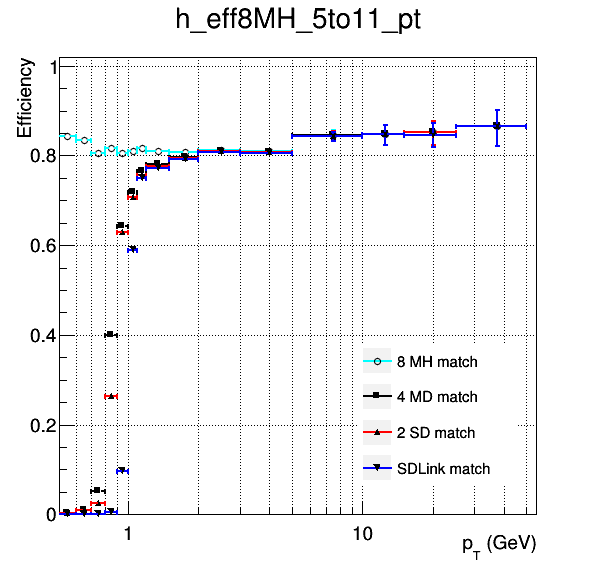 h_eff8MH_5to11_pt
Efficiency
1
0.8
0.6
0.4
0.2
0
8 MH match
4 MD match
2 SD match
SDLink match
1
10
p_T (GeV)